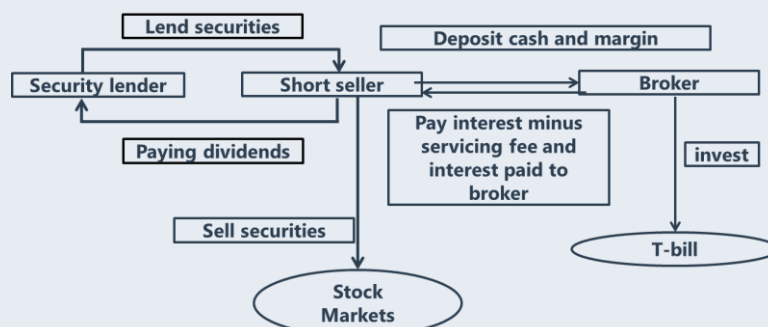 Lend securities
Deposit cash and margin
Security lender
Short seller
Broker
Paying dividends
Pay interest minus
servicing fee and
interest paid to
broker
invest
Sell securities
T-bill
Stock
Markets